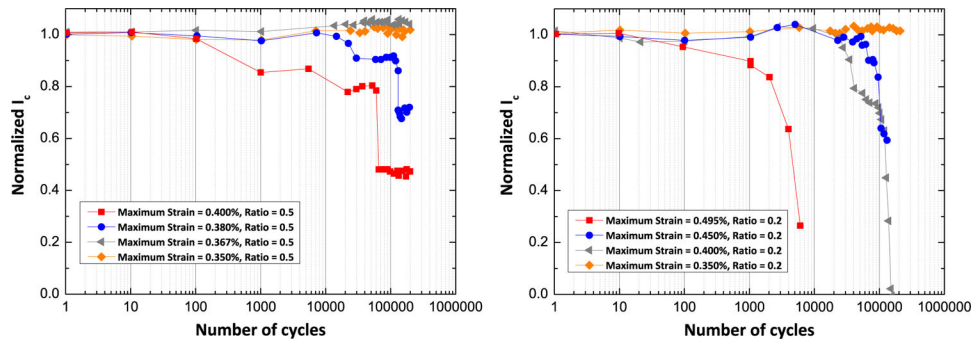 Normalized I_c
1.0
0.8
0.6
0.4
0.2
0.0
Maximum Strain = 0.400%, Ratio = 0.5
Maximum Strain = 0.380%, Ratio = 0.5
Maximum Strain = 0.367%, Ratio = 0.5
Maximum Strain = 0.350%, Ratio = 0.5
1 10 100 1000 10000 100000 1000000
Number of cycles
Normalized I_c
1.0
0.8
0.6
0.4
0.2
0.0
Maximum Strain = 0.495%, Ratio = 0.2
Maximum Strain = 0.450%, Ratio = 0.2
Maximum Strain = 0.400%, Ratio = 0.2
Maximum Strain = 0.350%, Ratio = 0.2
1 10 100 1000 10000 100000 1000000
Number of cycles